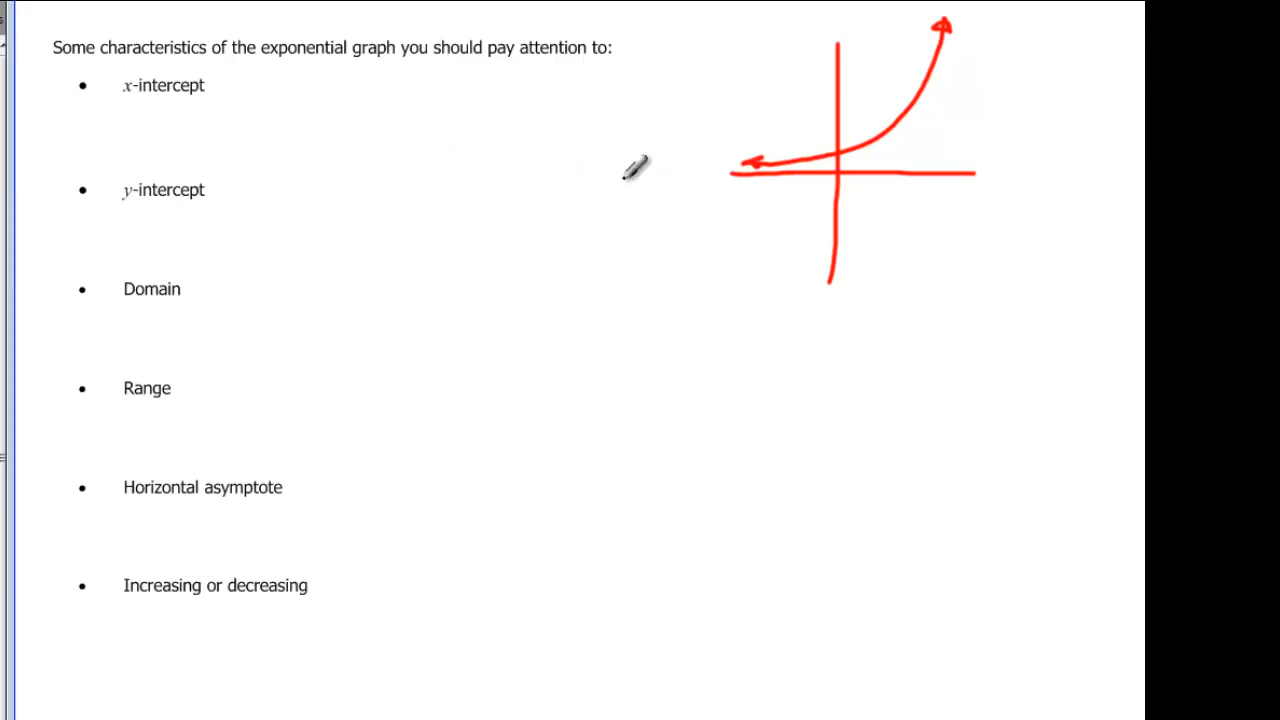 Some characteristics of the exponential graph you should pay attention to:
• x-intercept
• y-intercept
• Domain
• Range
• Horizontal asymptote
• Increasing or decreasing